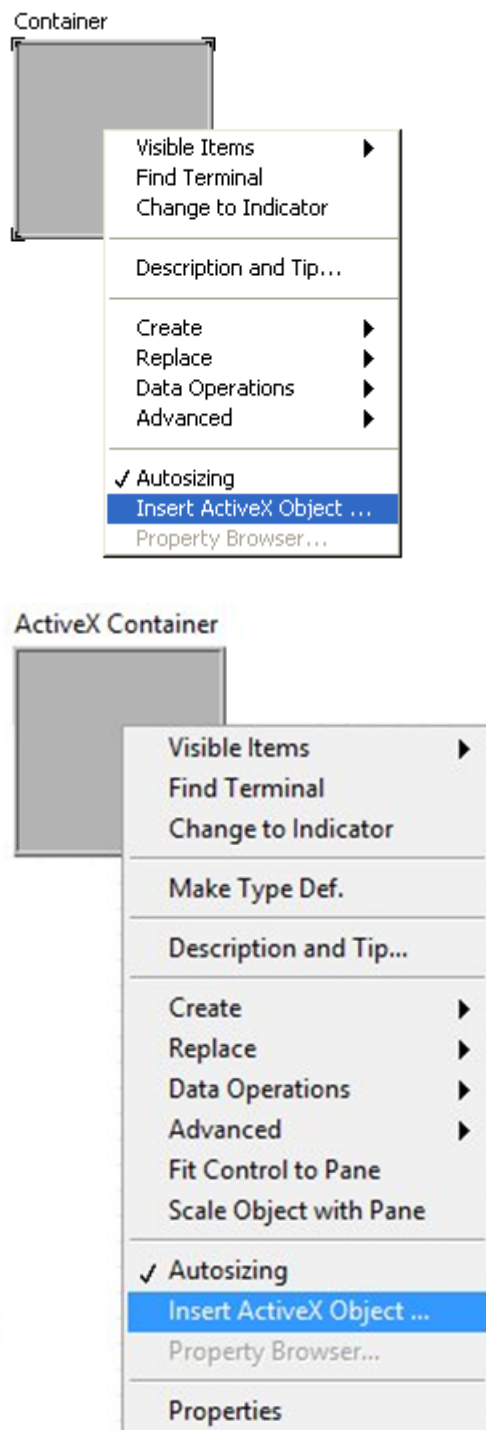 Container
Visible Items
Find Terminal
Change to Indicator
Description and Tip...
Create
Replace
Data Operations
Advanced
Autosizing
Insert ActiveX Object ...
Property Browser...
ActiveX Container
Visible Items
Find Terminal
Change to Indicator
Make Type Def.
Description and Tip...
Create
Replace
Data Operations
Advanced
Fit Control to Pane
Scale Object with Pane
Autosizing
Insert ActiveX Object ...
Property Browser...
Properties